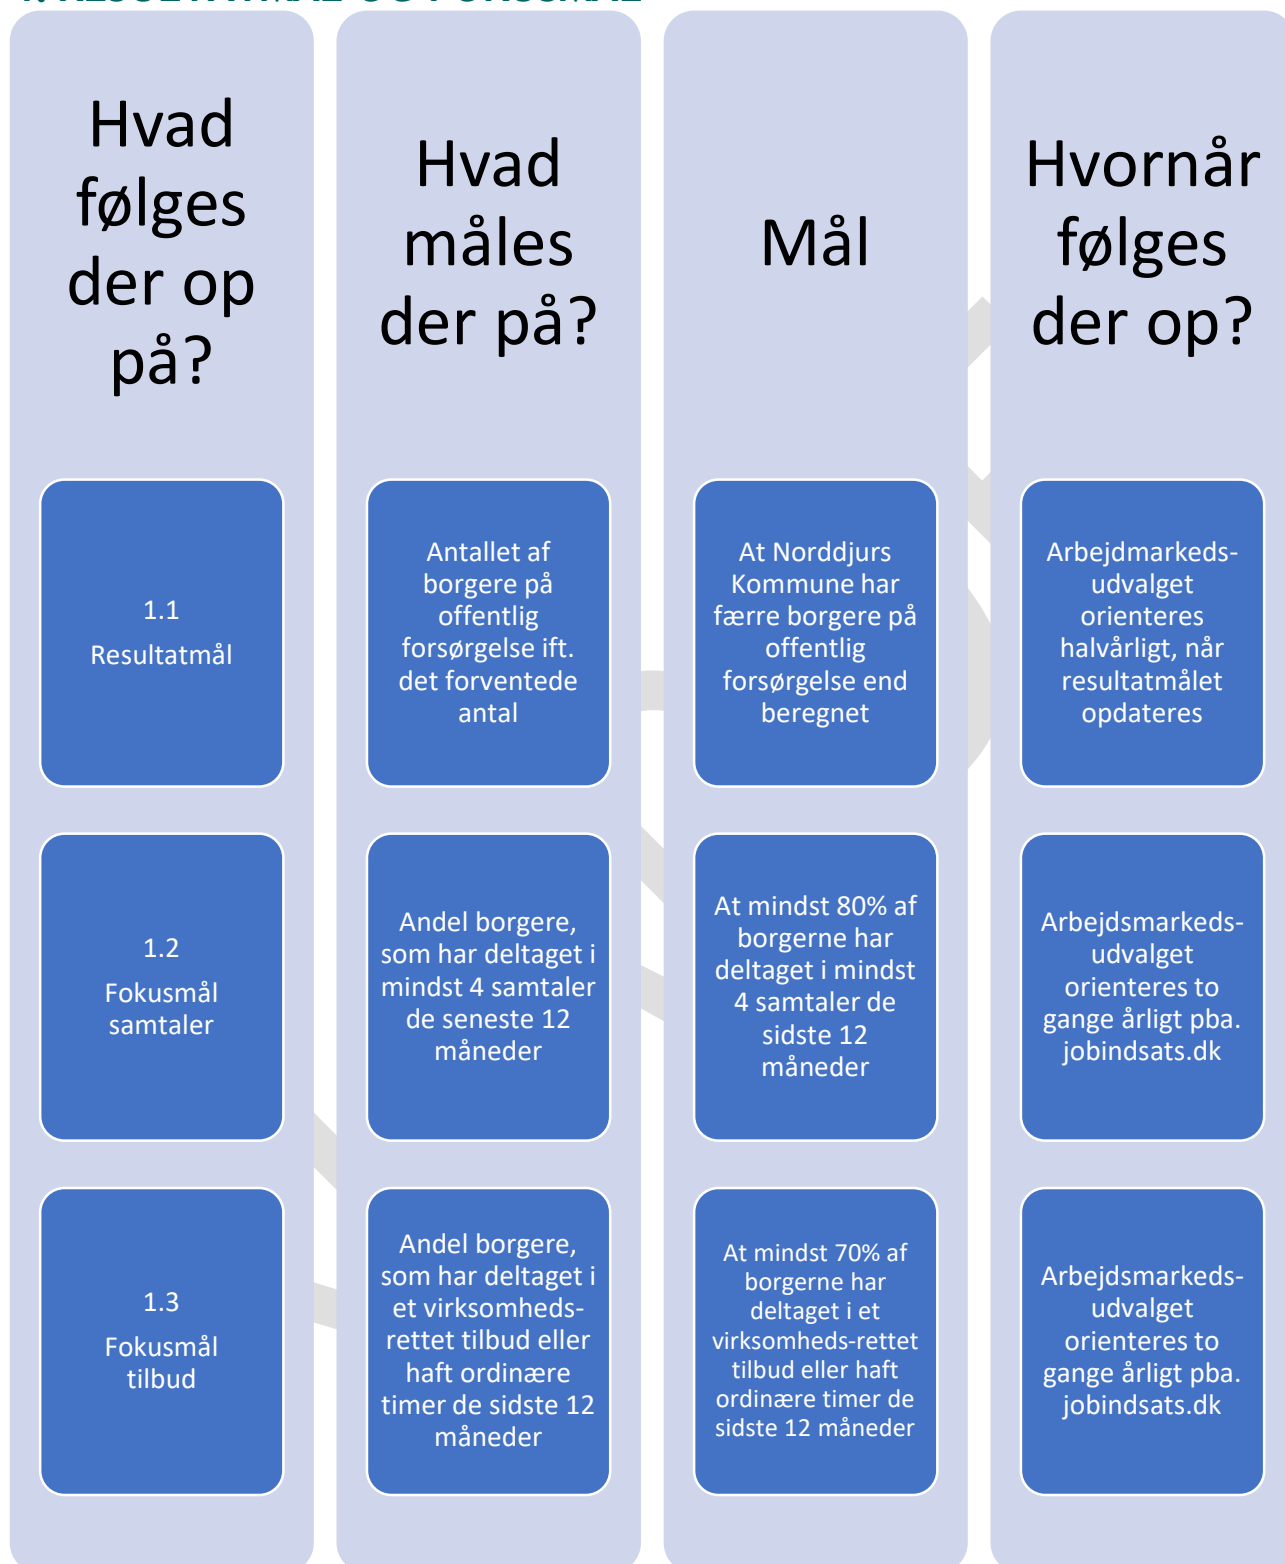 1. RESULTATMÅL OG FOKUSMÅL
Hvad
følges
der op
på?
1.1
Resultatmål
1.2
Fokusmål
samtaler
1.3
Fokusmål
tilbud
Hvad
måles
der på?
Antallet af
borgere på
offentlig
forsørgelse ift.
det forventede
antal
Andel borgere,
som har deltaget i
mindst 4 samtaler
de seneste 12
måneder
Andel borgere,
som har deltaget i
et virksomheds-
rettet tilbud eller
haft ordinære
timer de sidste 12
måneder
Mål
At Norddjurs
Kommune har
færre borgere på
offentlig
forsørgelse end
beregnet
At mindst 80% af
borgerne har
deltaget i mindst
4 samtaler de
sidste 12
måneder
At mindst 70% af
borgerne har
deltaget i et
virksomheds-rettet
tilbud eller haft
ordinære timer de
sidste 12 måneder
Hvornår
følges
der op?
Arbejdmarkeds-
udvalget
orienteres
halvårligt, når
resultatmålet
opdateres
Arbejdsmarkeds-
udvalget
orienteres to
gange årligt pba.
jobindsats.dk
Arbejdsmarkeds-
udvalget
orienteres to
gange årligt pba.
jobindsats.dk